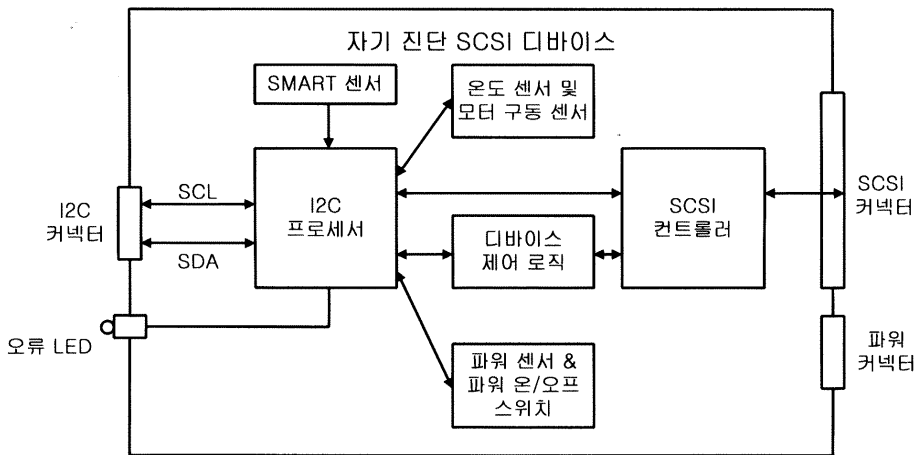 자기 진단 SCSI 디바이스
SMART 센서
온도 센서 및
모터 구동 센서
I2C
커넥터
SCL
SDA
I2C
프로세서
디바이스
제어 로직
SCSI
컨트롤러
SCSI
커넥터
오류 LED
파워 센서 &
파워 온/오프
스위치
파워
커넥터